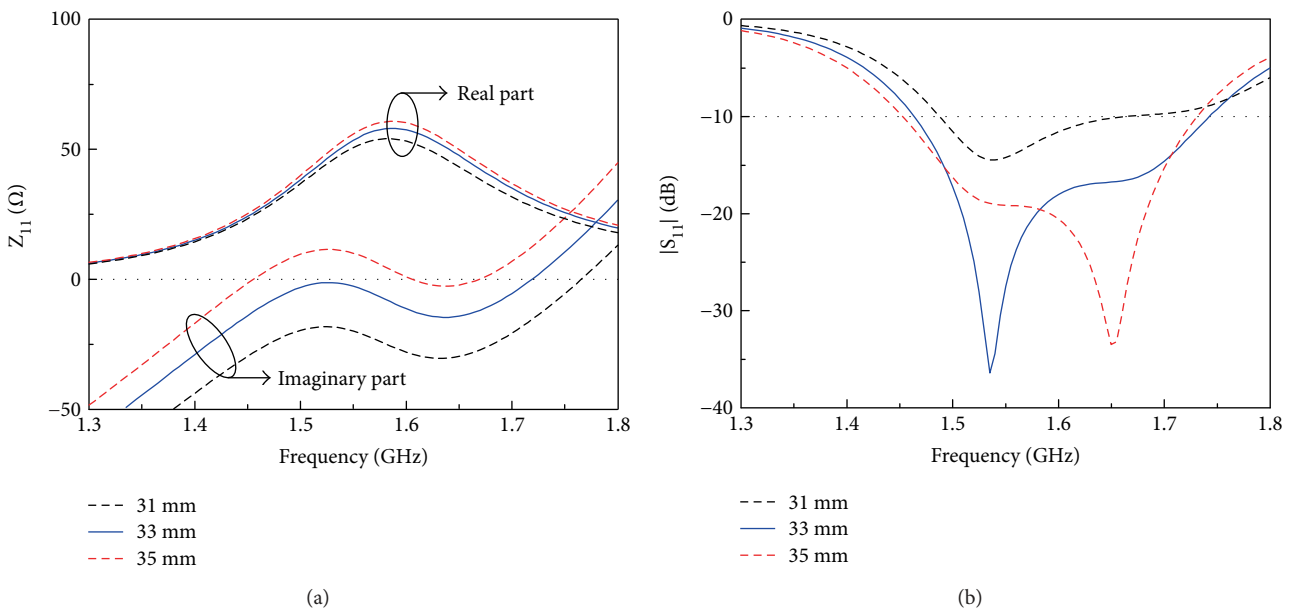 100
50
0
−50
Z11 (Ω)
Real part
Imaginary part
1.3 1.4 1.5 1.6 1.7 1.8
Frequency (GHz)
31 mm
33 mm
35 mm
(a)
0
−10
−20
−30
−40
|S11| (dB)
1.3 1.4 1.5 1.6 1.7 1.8
Frequency (GHz)
31 mm
33 mm
35 mm
(b)